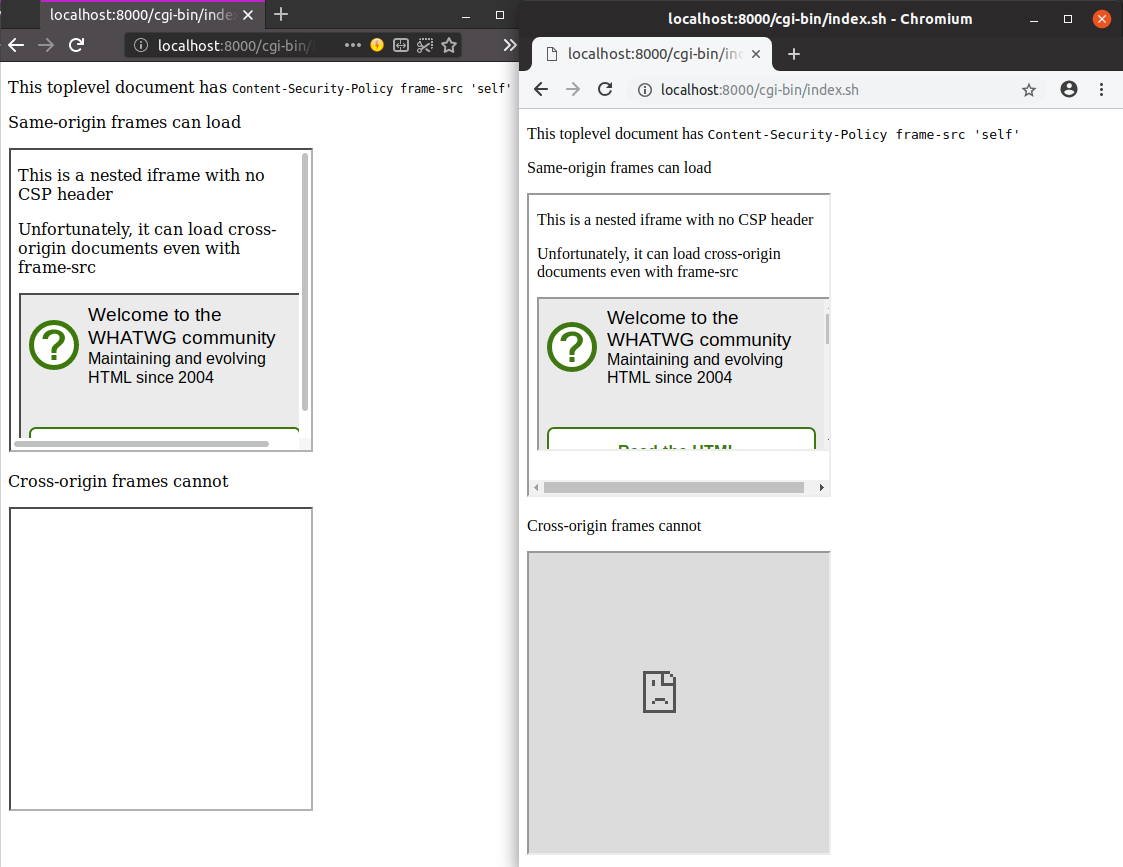 localhost:8000/cgi-bin/inde
localhost:8000/cgi-bin/
This toplevel document has Content-Security-Policy frame-src 'self'
Same-origin frames can load
This is a nested iframe with no
CSP header
Unfortunately, it can load cross-
origin documents even with
frame-src
Welcome to the
WHATWG community
Maintaining and evolving
HTML since 2004
Cross-origin frames cannot
localhost:8000/cgi-bin/index.sh - Chromium
localhost:8000/cgi-bin/ind
localhost:8000/cgi-bin/index.sh
This toplevel document has Content-Security-Policy frame-src 'self'
Same-origin frames can load
This is a nested iframe with no CSP header
Unfortunately, it can load cross-origin
documents even with frame-src
Welcome to the
WHATWG community
Maintaining and evolving
HTML since 2004
Read the HTML
Cross-origin frames cannot